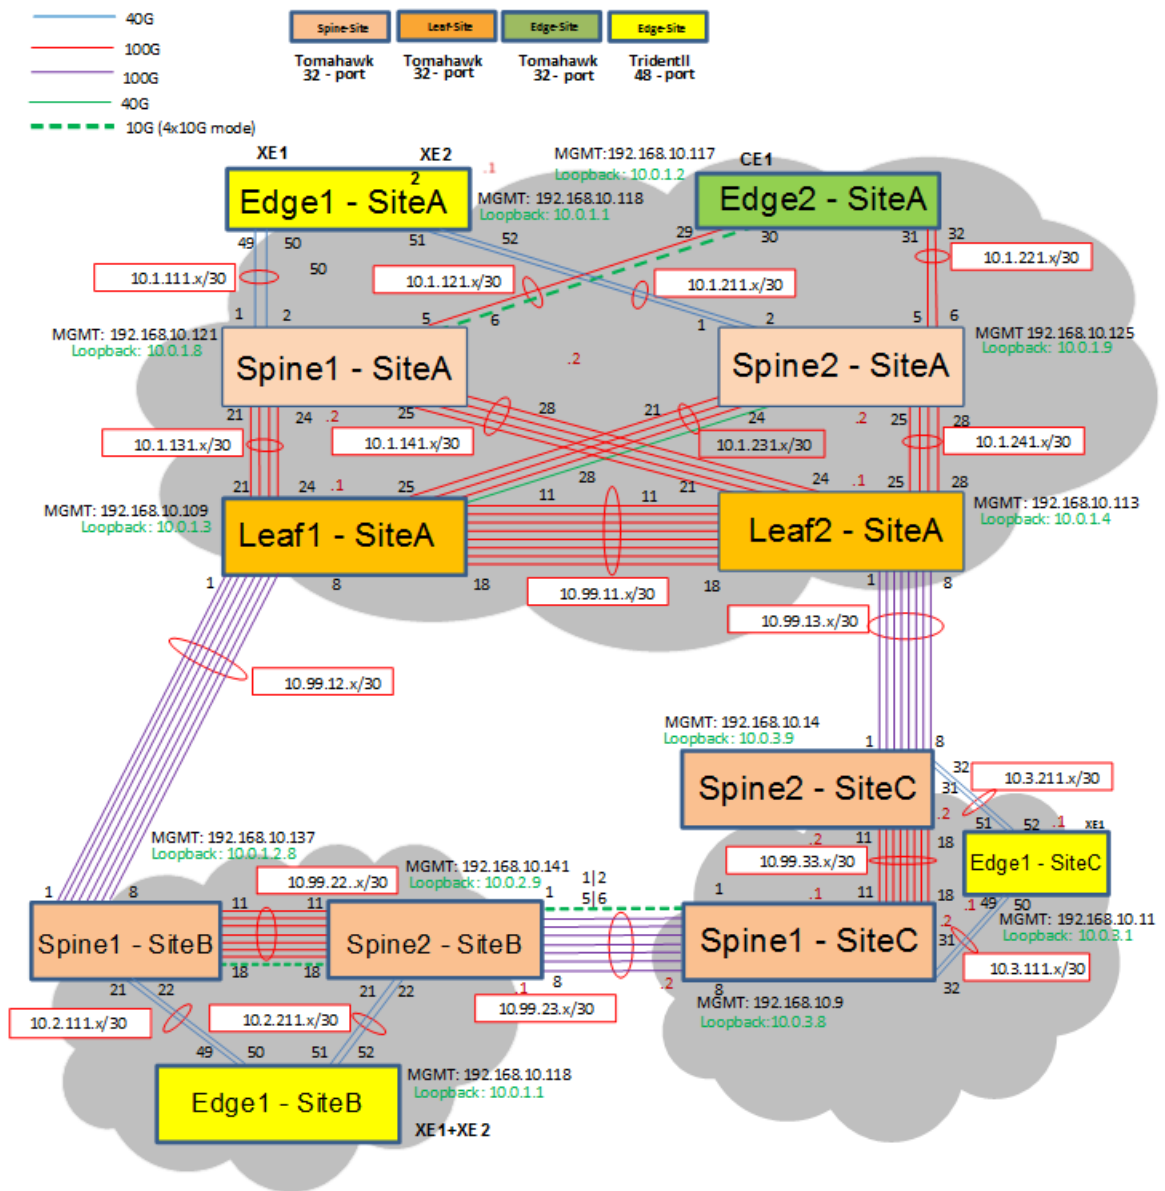 40G
100G
100G
40G
10G (4x10G mode)
Spine-Site
Leaf-Site
Edge-Site
Edge-Site
Tomahawk
32 - port
Tomahawk
32 - port
Tomahawk
32 - port
TridentII
48 - port
XE1
XE2
2
.1
MGMT:192.168.10.117
Loopback: 10.0.1.2
CE1
Edge1 - SiteA
MGMT: 192.168.10.118
Loopback: 10.0.1.1
Edge2 - SiteA
49
50
50
51
52
29
30
31
32
10.1.111.x/30
10.1.121.x/30
10.1.211.x/30
10.1.221.x/30
1
2
5
6
1
2
5
6
MGMT: 192.168.10.121
Loopback: 10.0.1.8
Spine1 - SiteA
.2
Spine2 - SiteA
MGMT 192.168.10.125
Loopback: 10.0.1.9
21
24
.2
25
28
21
24
.2
25
28
10.1.131.x/30
10.1.141.x/30
10.1.231.x/30
10.1.241.x/30
21
24
.1
25
28
11
11
21
24
.1
25
28
MGMT: 192.168.10.109
Loopback: 10.0.1.3
Leaf1 - SiteA
Leaf2 - SiteA
MGMT: 192.168.10.113
Loopback: 10.0.1.4
1
8
18
10.99.11.x/30
18
1
8
10.99.13.x/30
10.99.12.x/30
MGMT: 192.168.10.14
Loopback: 10.0.3.9
1
8
Spine2 - SiteC
32
31
10.3.211.x/30
.2
51
52
.1
XE1
.2
11
18
10.99.33.x/30
Edge1 - SiteC
MGMT: 192.168.10.137
Loopback: 10.0.1.2.8
10.99.22..x/30
MGMT: 192.168.10.141
Loopback: 10.0.2.9
1
8
11
11
1
1|2
5|6
1
.1
11
18
.1
49
50
.2
MGMT: 192.168.10.11
Loopback: 10.0.3.1
Spine1 - SiteB
Spine2 - SiteB
Spine1 - SiteC
31
10.3.111.x/30
32
18
18
21
22
21
22
.1
8
.2
8
10.2.111.x/30
10.2.211.x/30
10.99.23.x/30
MGMT: 192.168.10.9
Loopback:10.0.3.8
49
50
51
52
Edge1 - SiteB
MGMT: 192.168.10.118
Loopback: 10.0.1.1
XE1+XE2